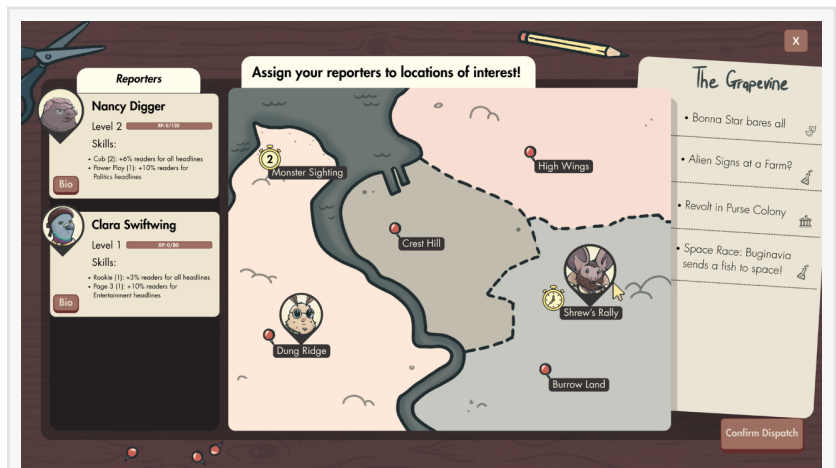 X
Reporters
Nancy Digger
Level 2
XP: 0/120
Skills:
• Cub (2): +6% readers for all headlines
• Power Play (1): +10% readers for
Politics headlines
Bio
Clara Swiftwing
Level 1
XP: 0/80
Skills:
• Rookie (1): +3% readers for all headlines
• Page 3 (1): +10% readers for
Entertainment headlines
Bio
Assign your reporters to locations of interest!
2
Monster Sighting
High Wings
Crest Hill
Shrew's Rally
Dung Ridge
Burrow Land
The Grapevine
• Bonna Star bares all
• Alien Signs at a Farm?
• Revolt in Purse Colony
• Space Race: Buginavia
sends a fish to space!
Confirm Dispatch